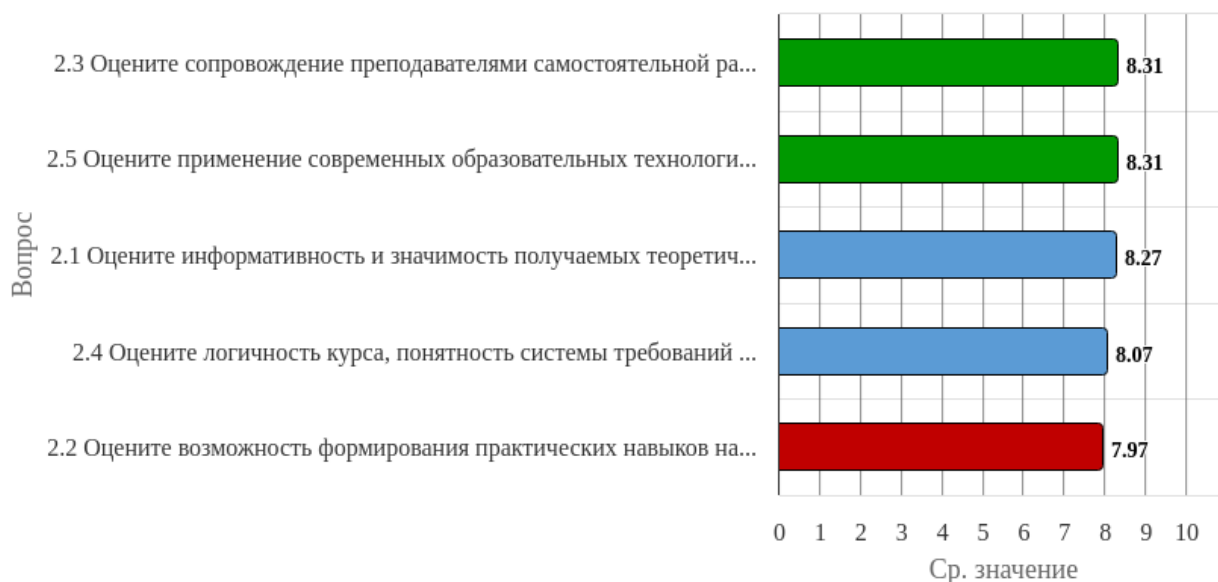 2.3 Оцените сопровождение преподавателями самостоятельной ра...
8.31
2.5 Оцените применение современных образовательных технологи...
8.31
2.1 Оцените информативность и значимость получаемых теоретич...
8.27
2.4 Оцените логичность курса, понятность системы требований ...
8.07
2.2 Оцените возможность формирования практических навыков на...
7.97
Вопрос
0 1 2 3 4 5 6 7 8 9 10
Ср. значение